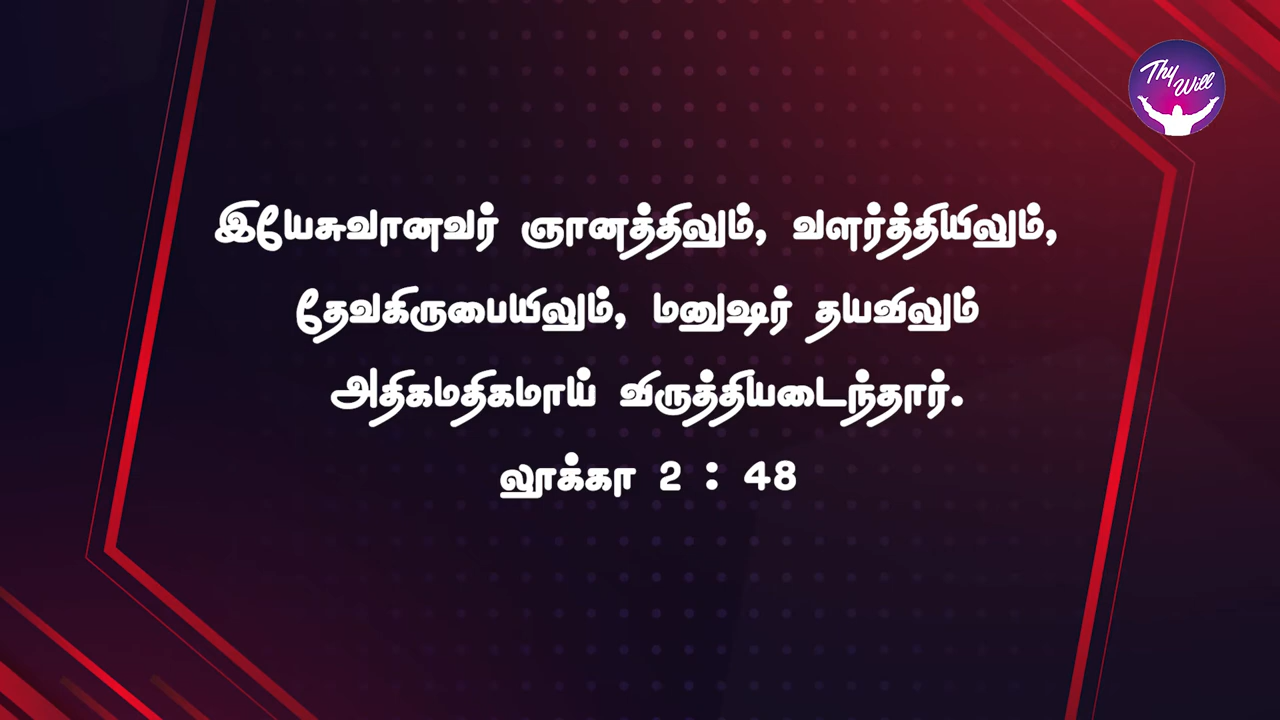 Thy Will
இயேசுவானவர் ஞானத்திலும், வளர்த்தியிலும்,
தேவகிருபையிலும், மனுஷர் தயவிலும்
அதிகமதிகமாய் விருத்தியடைந்தார்.
லூக்கா 2 : 48